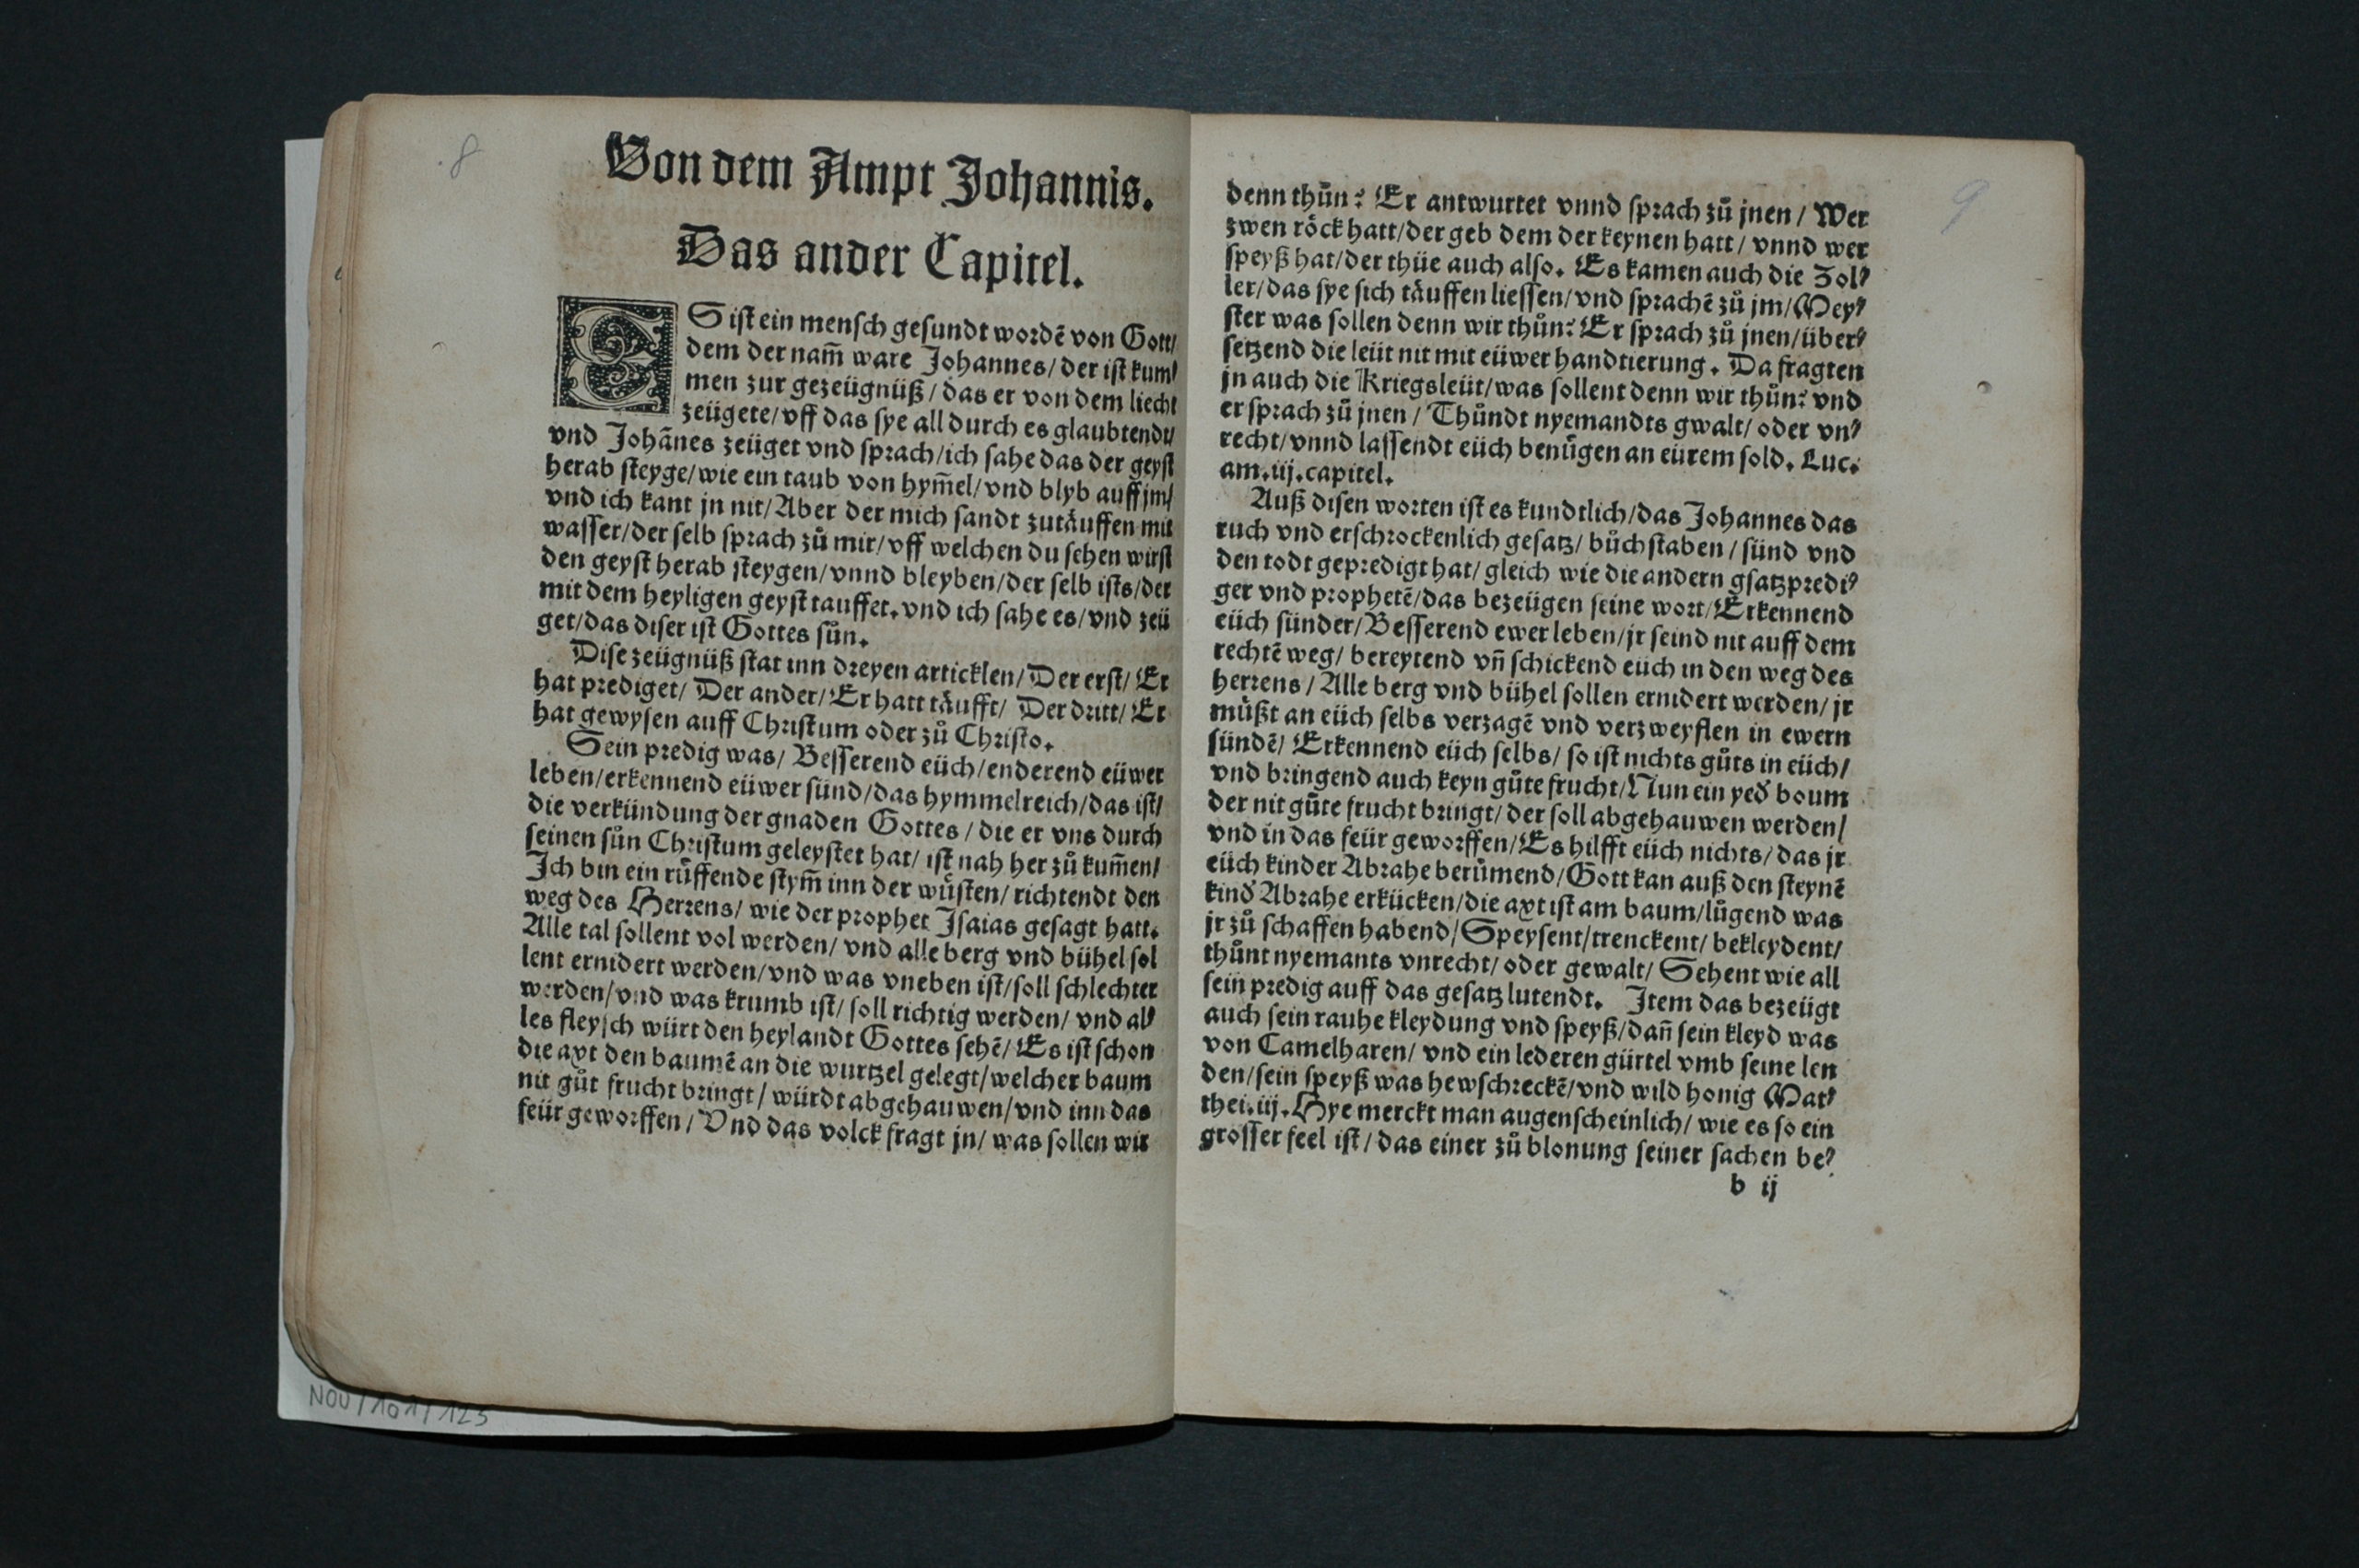 8
Von dem Ampt Johannis.
Das ander Capitel.
ES ist ein mensch gesundt wordē von Gott/
dem der nam̄ ware Johannes/ der ist kum⸗
men zur gezeügnüß/ das er von dem liecht
zeügete/ vff das sye all durch es glaubtendt/
vnd Johānes zeüget vnd sprach/ ich sahe das der geyst
herab steyge/ wie ein taub von hym̄el/ vnd blyb auff jm/
vnd ich kant jn nit/ Aber der mich sandt zutäuffen mit
wasser/ der selb sprach zů mir/ vff welchen du sehen wirst
den geyst herab steygen/ vnnd bleyben/ der selb ists/ der
mit dem heyligen geyst tauffet. vnd ich sahe es/ vnd zeü
get/ das diser ist Gottes sůn.
Dise zeügnüß stat inn dreyen articklen/ Der erst/ Er
hat prediget/ Der ander/ Er hatt täufft/ Der dritt/ Er
hat gewysen auff Christum oder zů Christo.
Sein predig was/ Besserend eüch/ enderend eüwer
leben/ erkennend eüwer sünd/ das hymmelreich/ das ist/
die verkündung der gnaden Gottes/ die er vns durch
seinen sůn Christum geleystet hat/ ist nah her zů kum̄en/
Ich bin ein rüffende stym̄ inn der wüsten/ richtendt den
weg des Herrens/ wie der prophet Isaias gesagt hatt.
Alle tal sollent vol werden/ vnd alle berg vnd bühel sol
lent ernidert werden/ vnd was vneben ist/ soll schlechter
werden/ vnd was krumb ist/ soll richtig werden/ vnd al⸗
les fleysch würt den heylandt Gottes sehē/ Es ist schon
die axt den baumē an die wurtzel gelegt/ welcher baum
nit gůt frucht bringt/ würdt abgehauwen/ vnd inn das
feür geworffen/ Vnd das volck fragt jn/ was sollen wir
NOU/101/123
9
denn thůn? Er antwurtet vnnd sprach zů jnen/ Wer
zwen röck hatt/ der geb dem der keynen hatt/ vnnd wer
speyß hat/ der thüe auch also. Es kamen auch die Zol⸗
ler/ das sye sich täuffen liessen/ vnd sprachē zů jm/ Mey⸗
ster was sollen denn wir thůn? Er sprach zů jnen/ über⸗
setzend die leüt nit mit eüwer handtierung. Da fragten
jn auch die Kriegsleüt/ was sollent denn wir thůn? vnd
er sprach zů jnen/ Thůndt nyemandts gwalt/ oder vn⸗
recht/ vnnd lassendt eüch benügen an eürem sold. Luc.
am.iij.capitel.
Auß disen worten ist es kundtlich/ das Johannes das
ruch vnd erschrockenlich gesatz/ bůchstaben/ sünd vnd
den todt geprediget hat/ gleich wie die andern gsatzpredi⸗
ger vnd prophetē/ das bezeügen seine wort/ Erkennend
eüch sünder/ Besserend ewer leben/ jr seind nit auff dem
rechtē weg/ bereytend vn̄ schickend eüch in den weg des
herrens/ Alle berg vnd bühel sollen ernidert werden/ jr
müßt an eüch selbs verzagē vnd verzweyflen in ewern
sündē/ Erkennend eüch selbs/ so ist nichts gůts in eüch/
vnd bringend auch keyn gůte frucht/ Nun ein yed̓ boum
der nit gůte frucht bringt/ der soll abgehauwen werden/
vnd in das feür geworffen/ Es hilfft eüch nichts/ das jr
eüch kinder Abrahe berümend/ Gott kan auß den steynē
kind̓ Abrahe erkücken/ die axt ist am baum/ lůgend was
jr zů schaffen habend/ Speysent/ trenckent/ bekleydent/
thůnt nyemants vnrecht/ oder gewalt/ Sehent wie all
sein predig auff das gesatz lutendt. Item das bezeügt
auch sein rauhe kleydung vnd speyß/ dan̄ sein kleyd was
von Camelharen/ vnd ein lederen gürtel vmb seine len
den/ sein speyß was hewschreckē/ vnd wild honig Mat⸗
thei.iij. Hye merckt man augenscheinlich/ wie es so ein
grosser feel ist/ das einer zů blonung seiner sachen be⸗
b ij